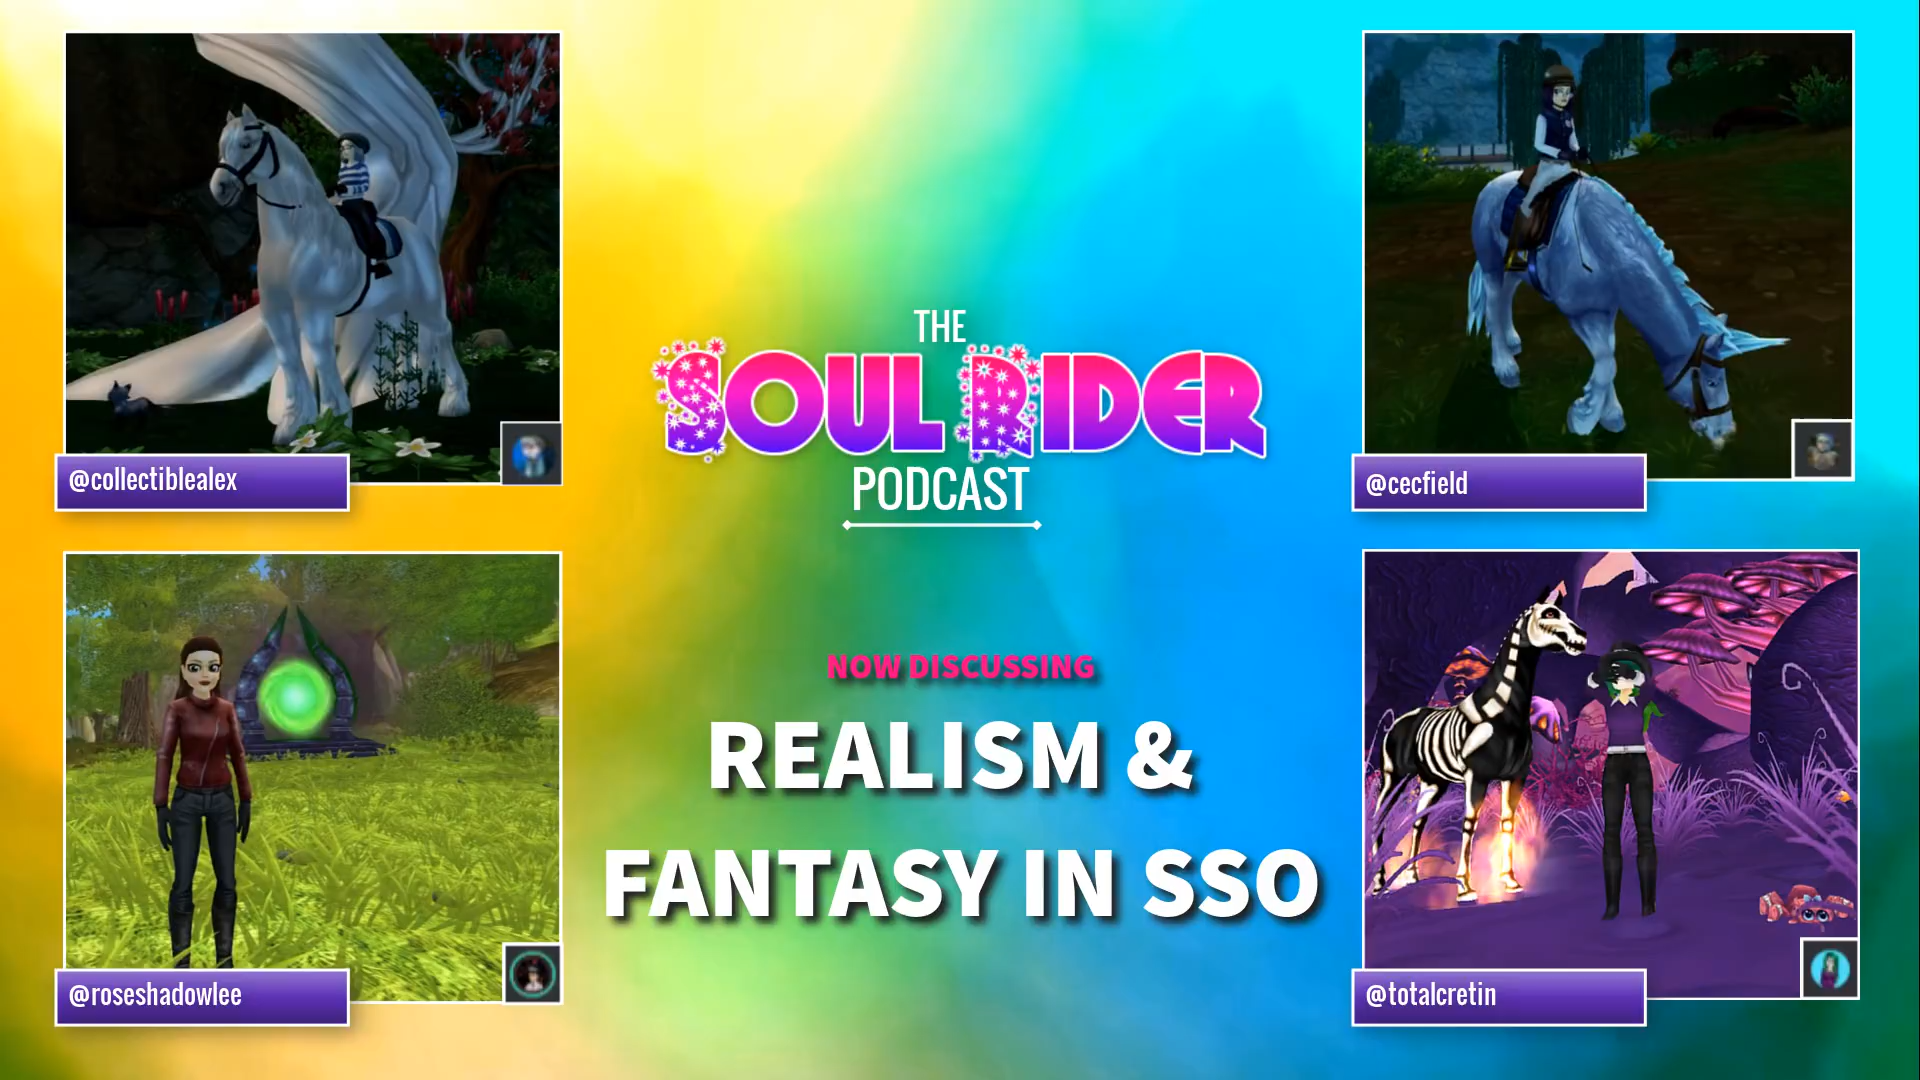 THE
SOUL RIDER
PODCAST
@collectiblealex
@cecfield
NOW DISCUSSING
REALISM &
FANTASY IN SSO
@roseshadowlee
@totalcretin